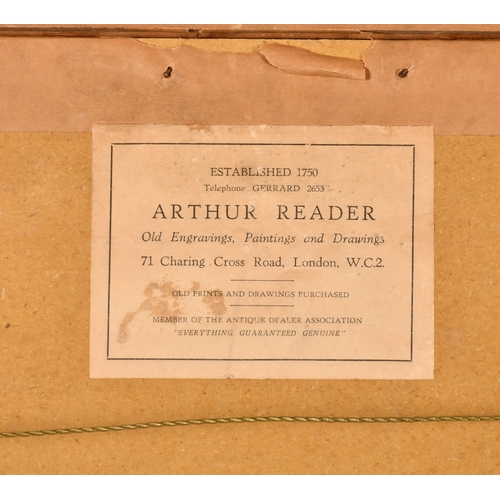 ESTABLISHED 1750
Telephone GERRARD 2653
ARTHUR READER
Old Engravings, Paintings and Drawings
71 Charing Cross Road, London, W.C.2.
OLD PRINTS AND DRAWINGS PURCHASED
MEMBER OF THE ANTIQUE DEALER ASSOCIATION
"EVERYTHING GUARANTEED GENUINE"